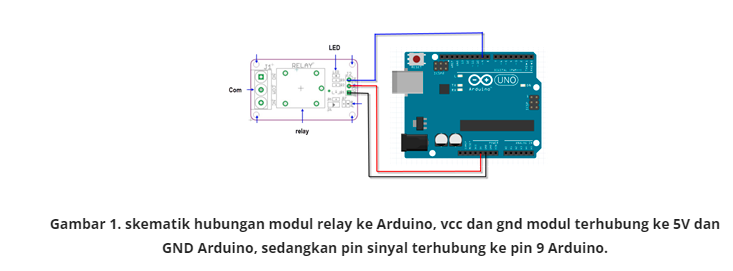 LED
RELAY
Com
relay
UNO
Arduino
Gambar 1. skematik hubungan modul relay ke Arduino, vcc dan gnd modul terhubung ke 5V dan
GND Arduino, sedangkan pin sinyal terhubung ke pin 9 Arduino.